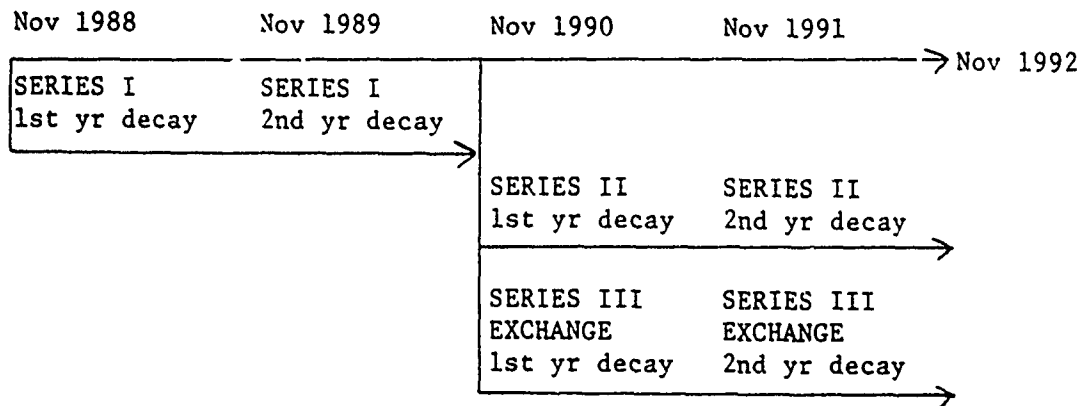 Nov 1988 Nov 1989 Nov 1990 Nov 1991
Nov 1992
SERIES I SERIES I
1st yr decay 2nd yr decay
SERIES II SERIES II
1st yr decay 2nd yr decay
SERIES III SERIES III
EXCHANGE EXCHANGE
1st yr decay 2nd yr decay